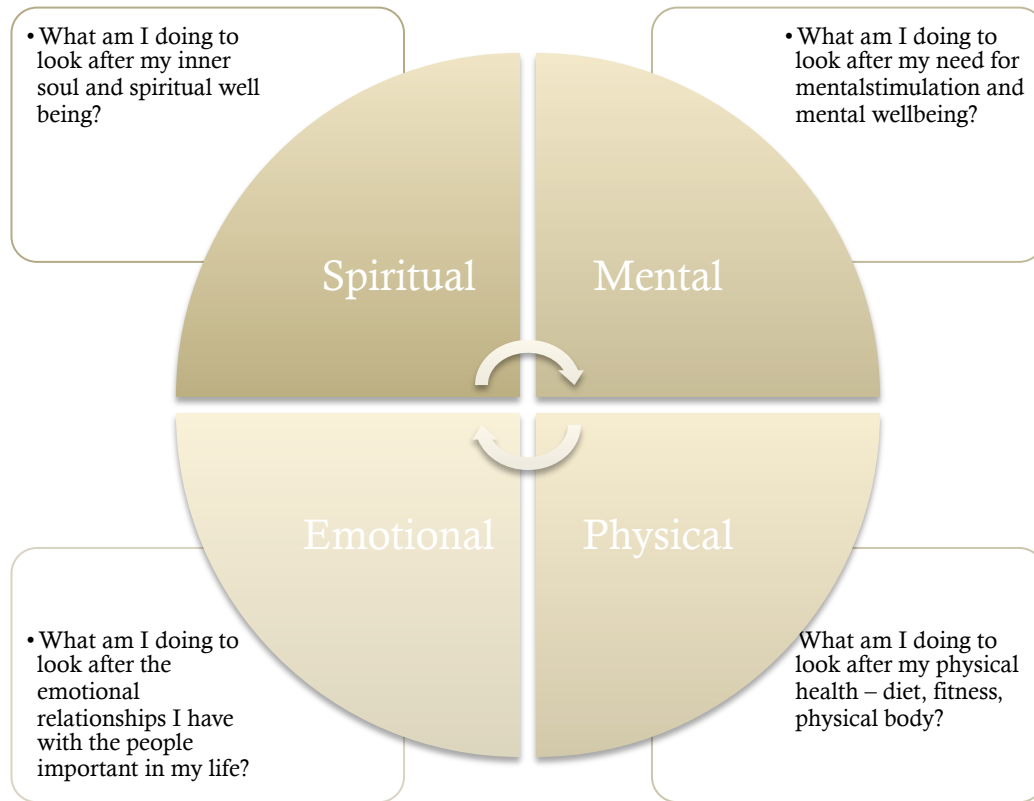 • What am I doing to
look after my inner
soul and spiritual well
being?
• What am I doing to
look after my need for
mentalstimulation and
mental wellbeing?
Spiritual
Mental
Emotional
Physical
• What am I doing to
look after the
emotional
relationships I have
with the people
important in my life?
What am I doing to
look after my physical
health – diet, fitness,
physical body?